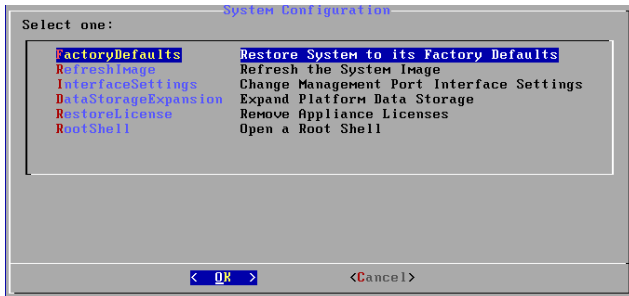 System Configuration
Select one:
FactoryDefaults Restore System to its Factory Defaults
RefreshImage Refresh the System Image
InterfaceSettings Change Management Port Interface Settings
DataStorageExpansion Expand Platform Data Storage
RestoreLicense Remove Appliance Licenses
RootShell Open a Root Shell
< OK > <Cancel>